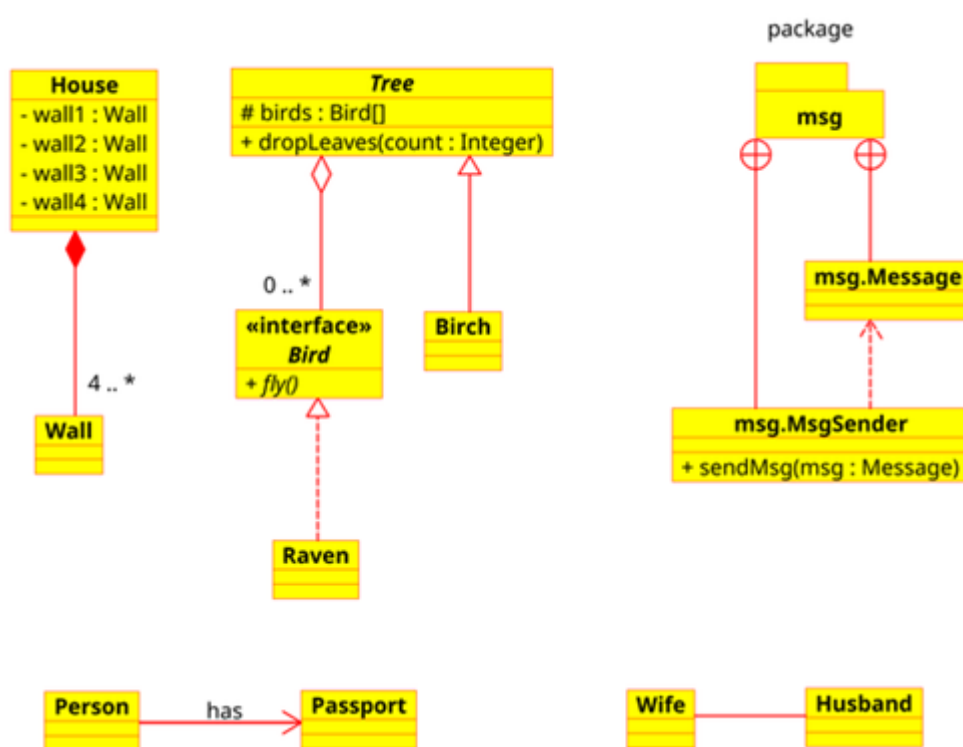 package
House
- wall1 : Wall
- wall2 : Wall
- wall3 : Wall
- wall4 : Wall
4 .. *
Wall
Tree
# birds : Bird[]
+ dropLeaves(count : Integer)
0 .. *
«interface»
Bird
+ fly()
Birch
Raven
msg
msg.Message
msg.MsgSender
+ sendMsg(msg : Message)
Person
has
Passport
Wife
Husband